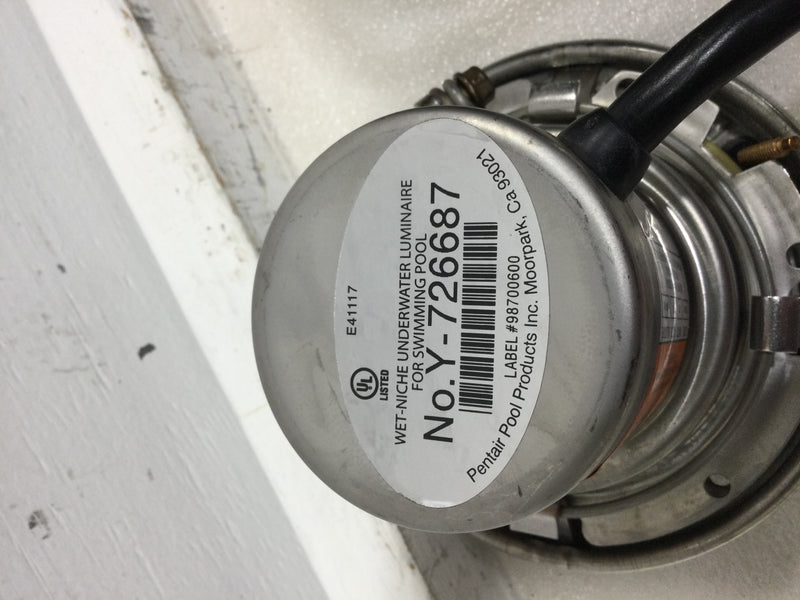 E41117
UL
LISTED
WET-NICHE UNDERWATER LUMINAIRE
FOR SWIMMING POOL
No.Y-726687
LABEL #98700600
Pentair Pool Products Inc. Moorpark, Ca 93021